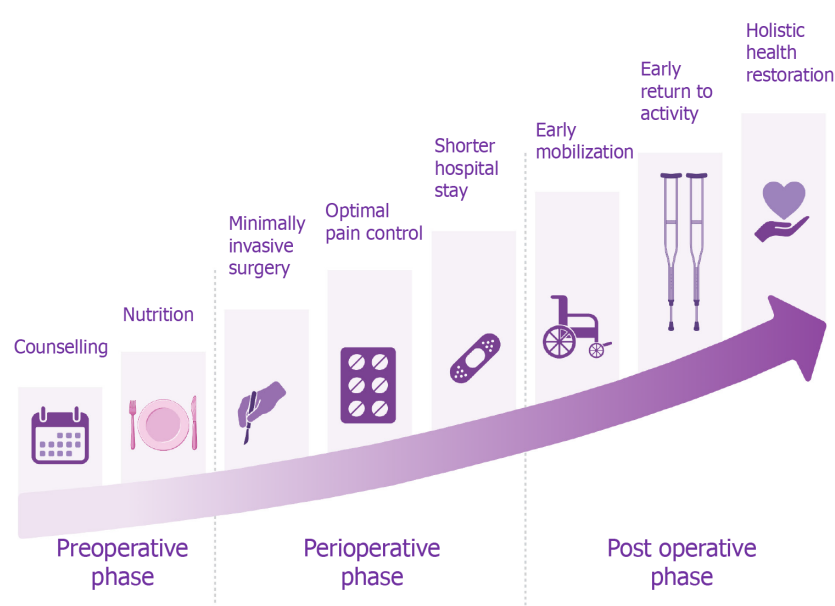 Counselling
Nutrition
Minimally
invasive
surgery
Optimal
pain control
Shorter
hospital
stay
Early
mobilization
Early
return to
activity
Holistic
health
restoration
Preoperative
phase
Perioperative
phase
Post operative
phase